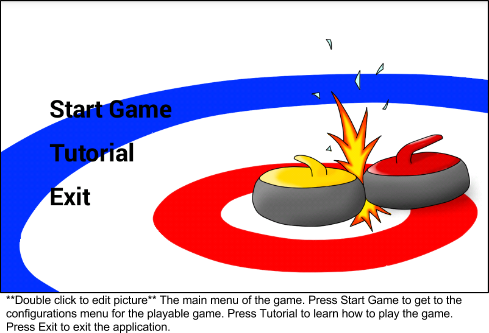 Start Game
Tutorial
Exit
**Double click to edit picture** The main menu of the game. Press Start Game to get to the
configurations menu for the playable game. Press Tutorial to learn how to play the game.
Press Exit to exit the application.